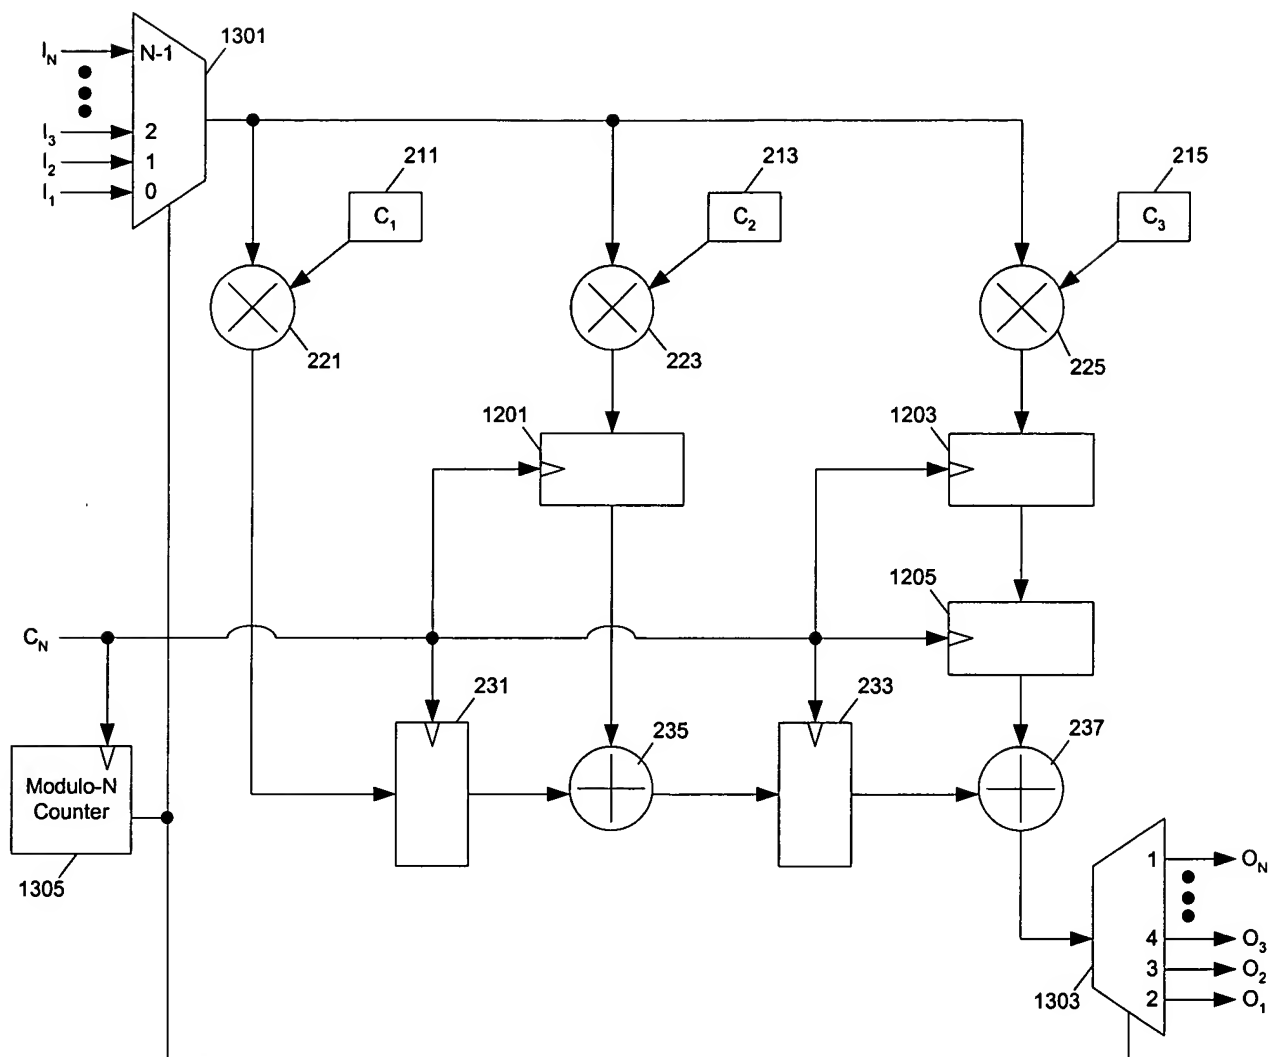 1301
I_N N-1
I_3 2
I_2 1
I_1 0
211
213
215
C_1
C_2
C_3
221
223
225
1201
1203
1205
C_N
231
233
235
237
Modulo-N
Counter
1305
1 O_N
4 O_3
3 O_2
2 O_1
1303